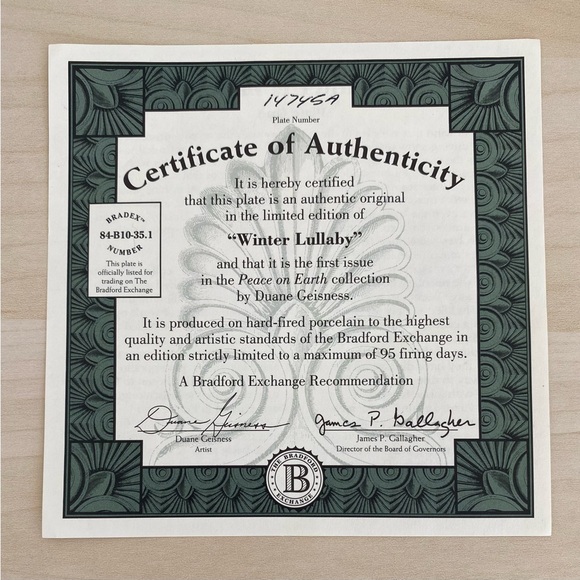 14745A
Plate Number
Certificate of Authenticity
It is hereby certified
that this plate is an authentic original
in the limited edition of
“Winter Lullaby”
and that it is the first issue
in the Peace on Earth collection
by Duane Geisness.
BRADEX™
84-B10-35.1
NUMBER
This plate is
officially listed for
trading on The
Bradford Exchange
It is produced on hard-fired porcelain to the highest
quality and artistic standards of the Bradford Exchange in
an edition strictly limited to a maximum of 95 firing days.
A Bradford Exchange Recommendation
Duane Geisness
James P. Gallagher
Duane Geisness
Artist
James P. Gallagher
Director of the Board of Governors
THE BRADFORD
B
EXCHANGE